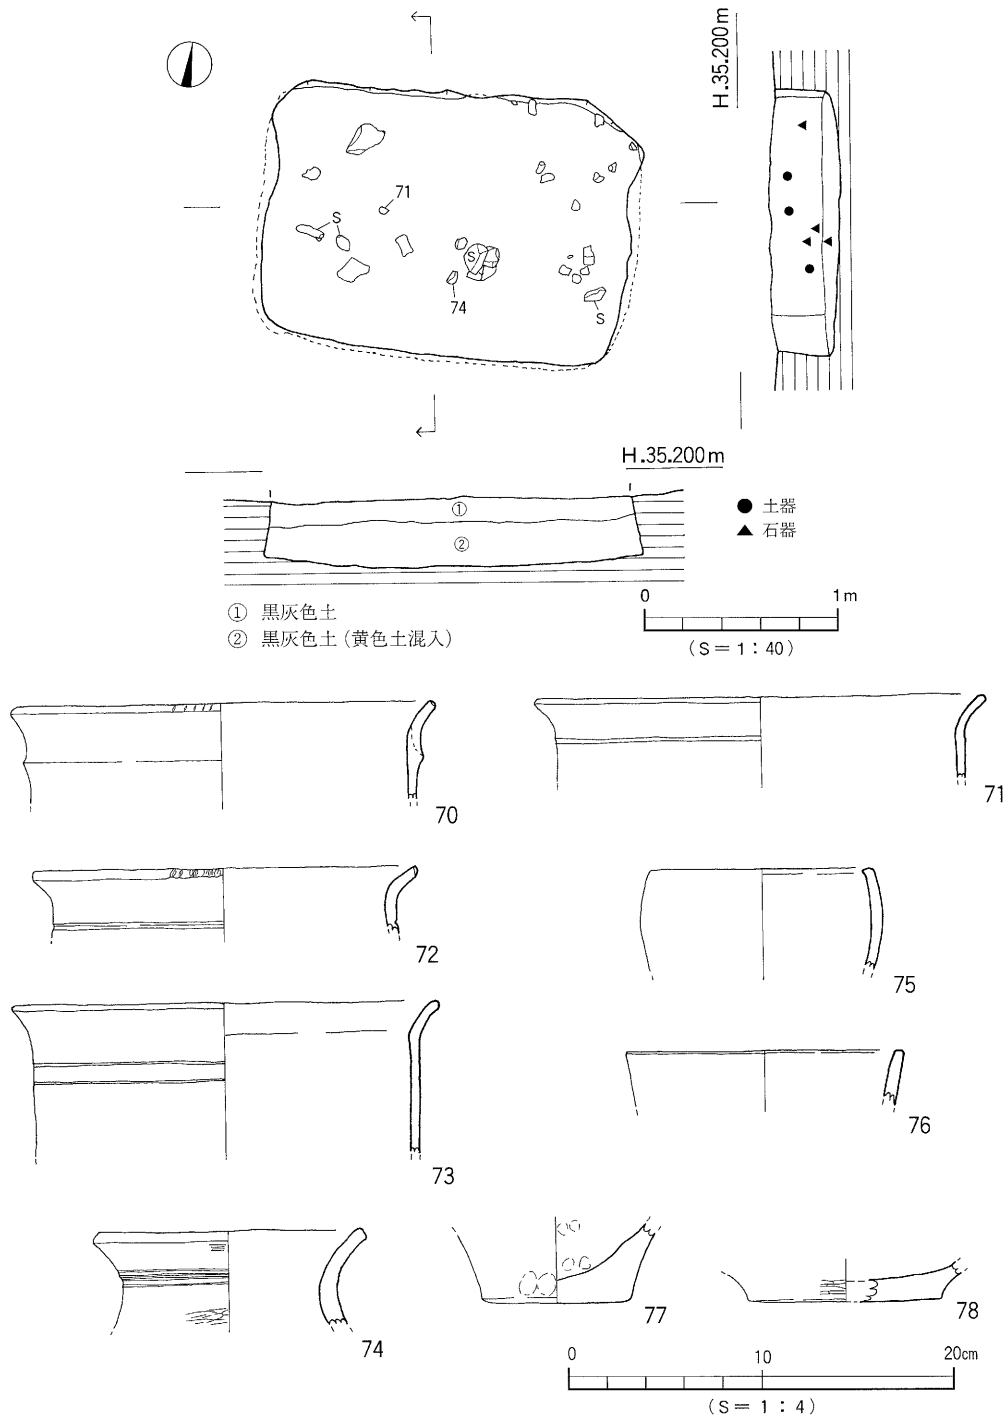 H.35.200m
71
S
S
74
S
H.35.200m
①
②
● 土器
▲ 石器
① 黒灰色土
② 黒灰色土(黄色土混入)
0 1m
(S=1:40)
70
71
72
75
73
76
74
77
78
0 10 20cm
(S=1:4)